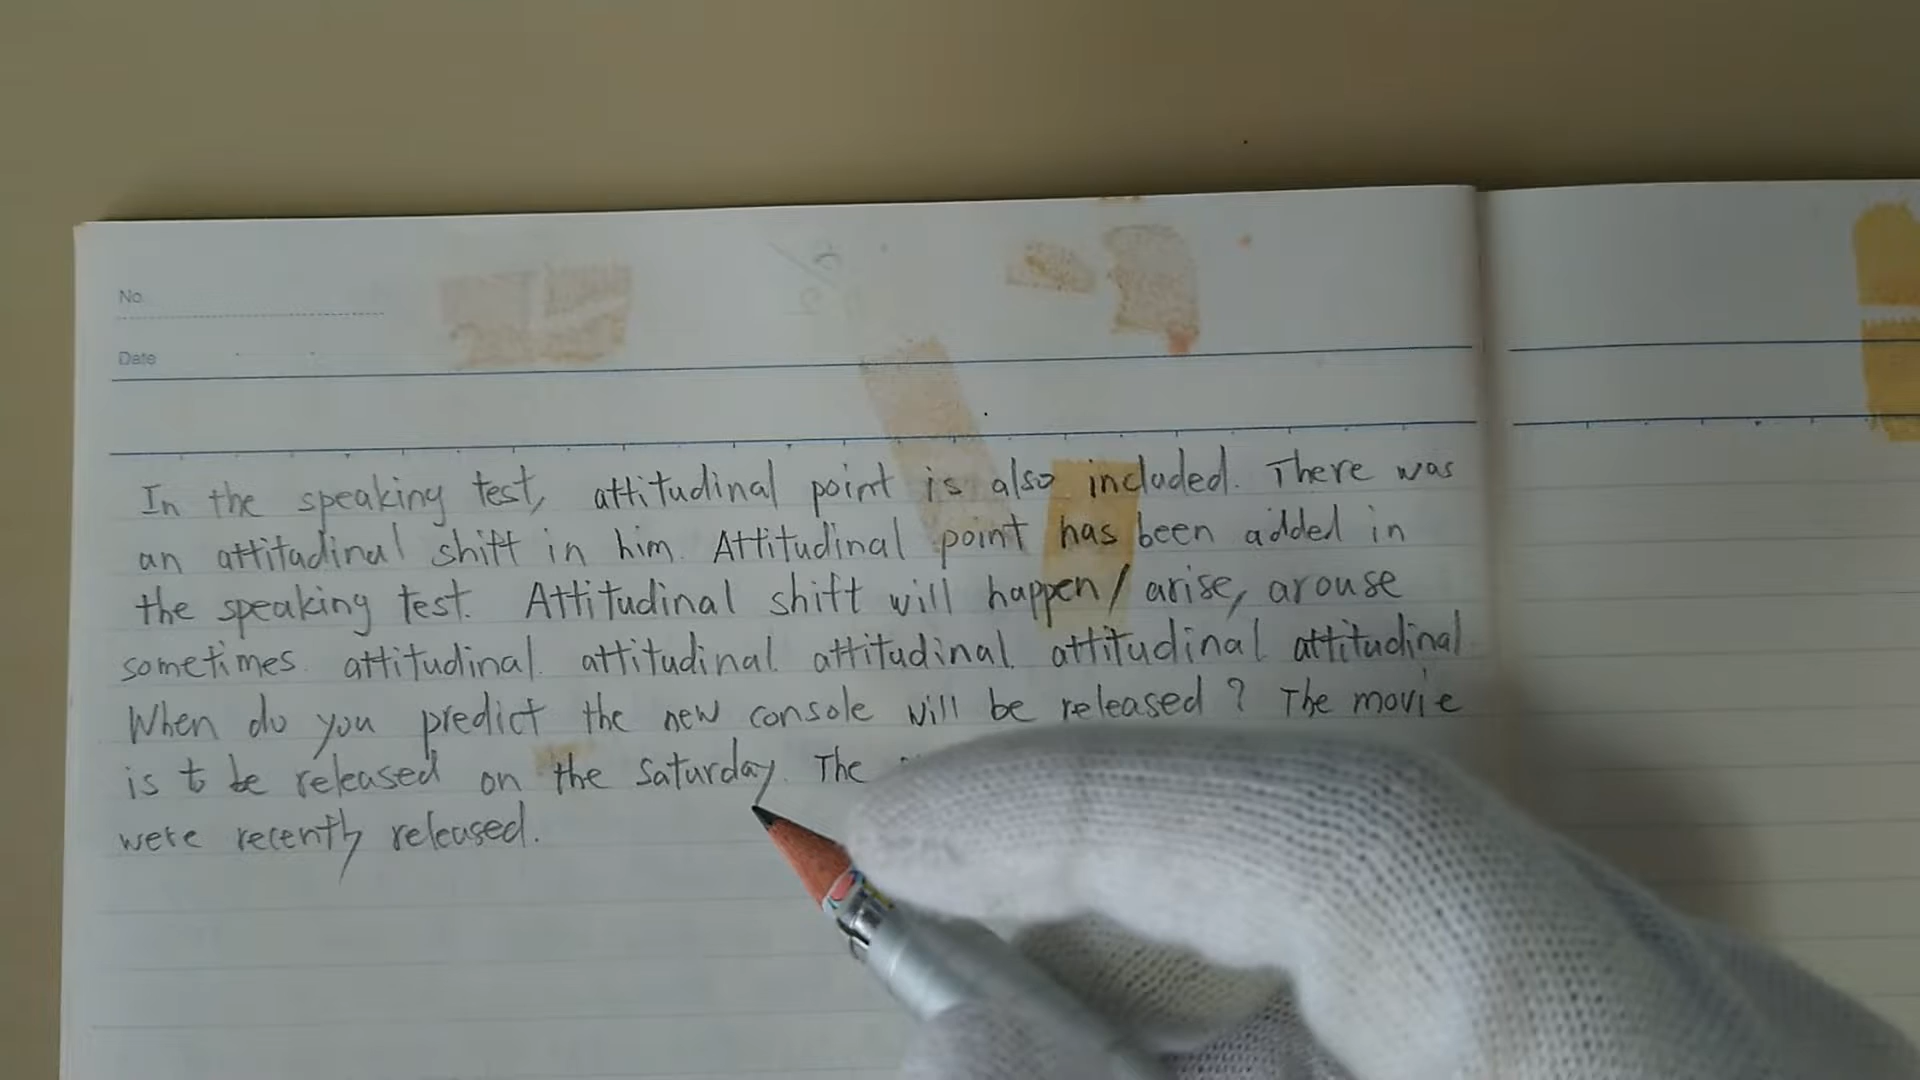 No.
Date
In the speaking test, attitudinal point is also included. There was
an attitudinal shift in him. Attitudinal point has been added in
the speaking test. Attitudinal shift will happen / arise, arouse
sometimes. attitudinal. attitudinal. attitudinal. attitudinal attitudinal
When do you predict the new console will be released? The movie
is to be released on the Saturday. The
were recently released.